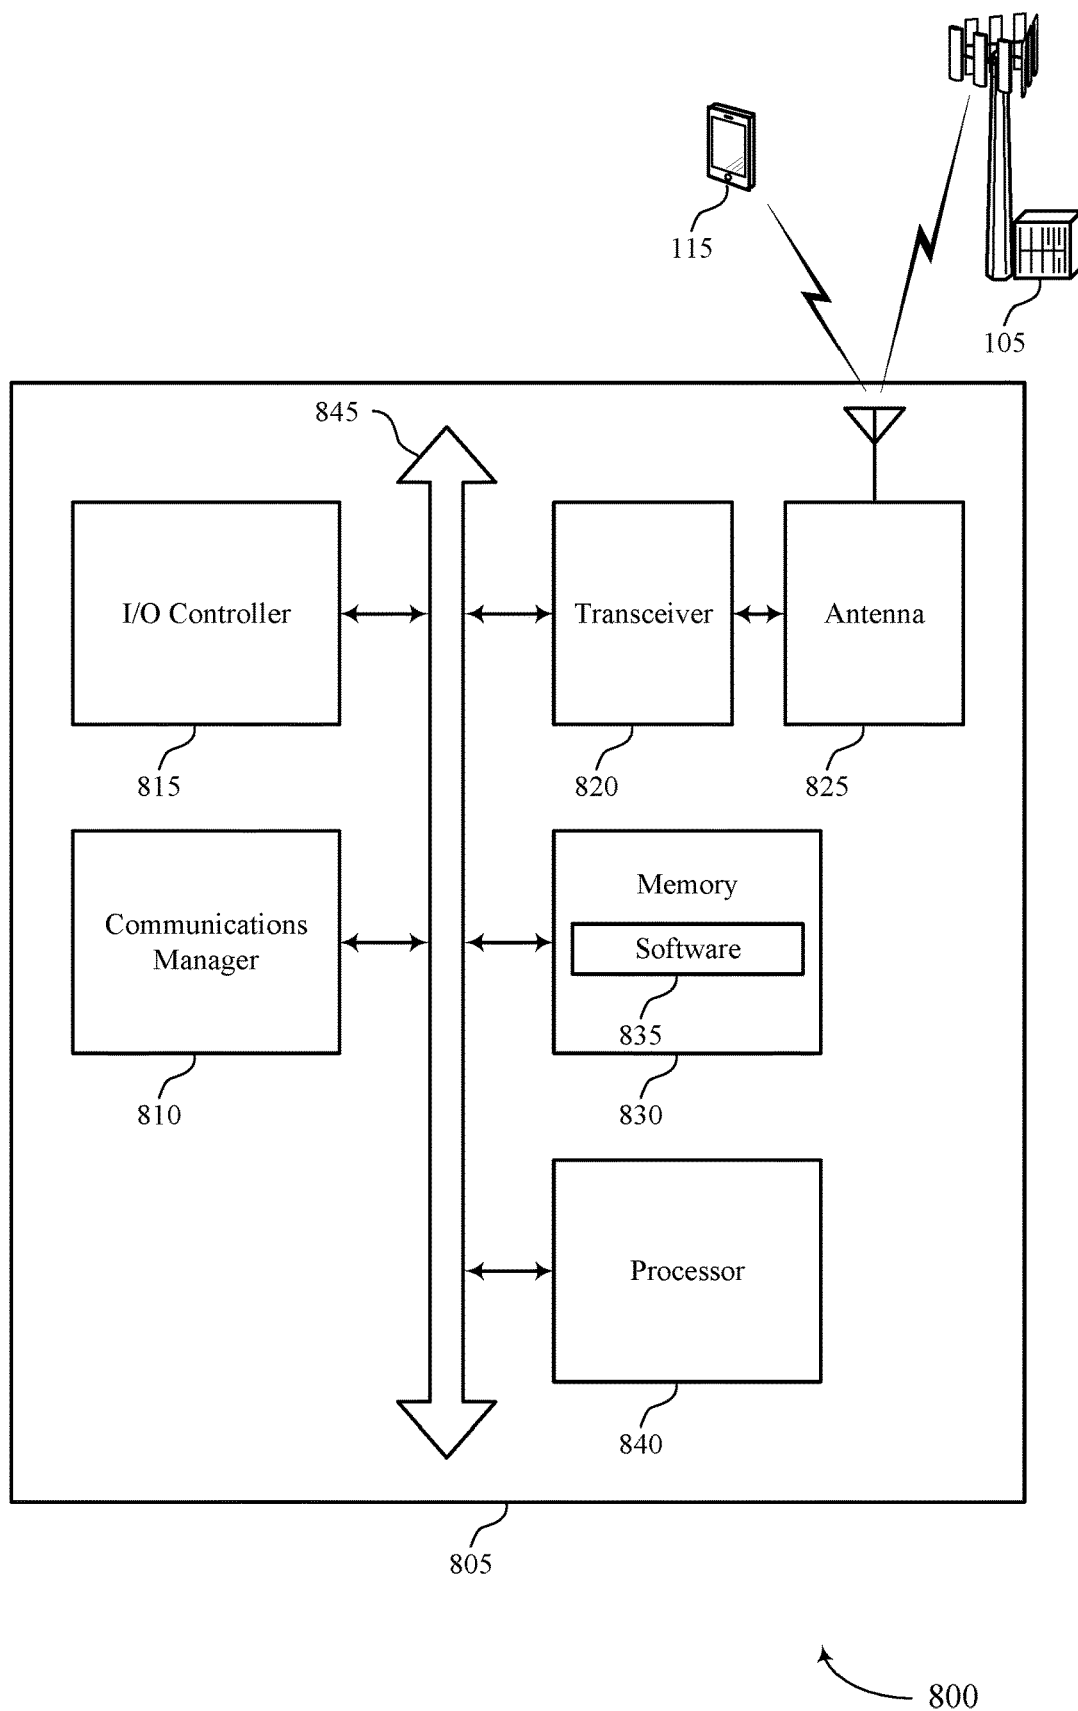 115
105
845
I/O Controller
Transceiver
Antenna
815
820
825
Communications
Manager
Memory
Software
835
810
830
Processor
840
805
800